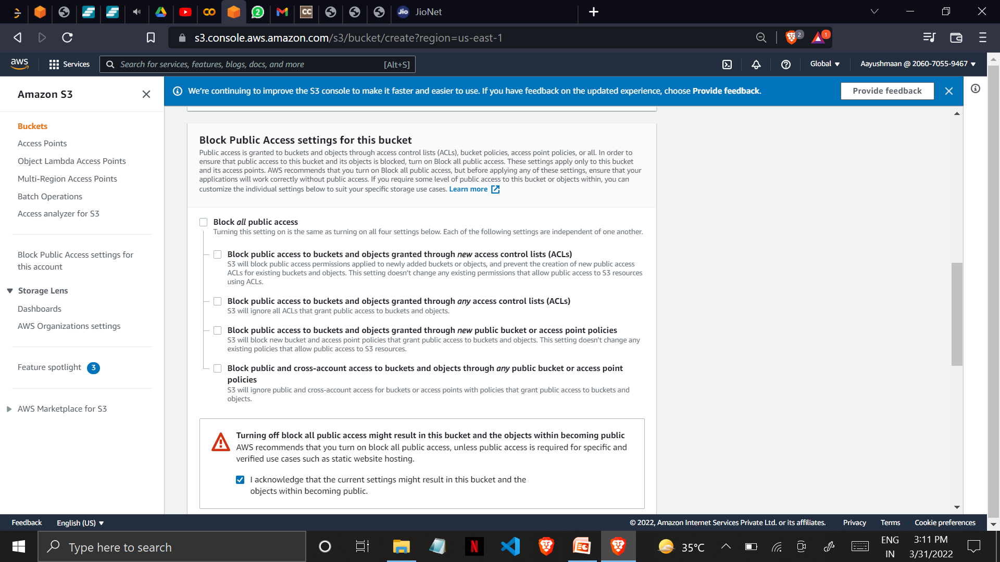 JioNet
s3.console.aws.amazon.com/s3/bucket/create?region=us-east-1
2
1
aws
Services
Search for services, features, blogs, docs, and more
[Alt+S]
Global
Aayushmaan @ 2060-7055-9467
Amazon S3
We're continuing to improve the S3 console to make it faster and easier to use. If you have feedback on the updated experience, choose Provide feedback.
Provide feedback
Buckets
Access Points
Object Lambda Access Points
Multi-Region Access Points
Batch Operations
Access analyzer for S3
Block Public Access settings for
this account
Storage Lens
Dashboards
AWS Organizations settings
Feature spotlight 3
AWS Marketplace for S3
Block Public Access settings for this bucket
Public access is granted to buckets and objects through access control lists (ACLs), bucket policies, access point policies, or all. In order to
ensure that public access to this bucket and its objects is blocked, turn on Block all public access. These settings apply only to this bucket
and its access points. AWS recommends that you turn on Block all public access, but before applying any of these settings, ensure that your
applications will work correctly without public access. If you require some level of public access to this bucket or objects within, you can
customize the individual settings below to suit your specific storage use cases. Learn more
Block all public access
Turning this setting on is the same as turning on all four settings below. Each of the following settings are independent of one another.
Block public access to buckets and objects granted through new access control lists (ACLs)
S3 will block public access permissions applied to newly added buckets or objects, and prevent the creation of new public access
ACLs for existing buckets and objects. This setting doesn't change any existing permissions that allow public access to S3 resources
using ACLs.
Block public access to buckets and objects granted through any access control lists (ACLs)
S3 will ignore all ACLs that grant public access to buckets and objects.
Block public access to buckets and objects granted through new public bucket or access point policies
S3 will block new bucket and access point policies that grant public access to buckets and objects. This setting doesn't change any
existing policies that allow public access to S3 resources.
Block public and cross-account access to buckets and objects through any public bucket or access point
policies
S3 will ignore public and cross-account access for buckets or access points with policies that grant public access to buckets and
objects.
Turning off block all public access might result in this bucket and the objects within becoming public
AWS recommends that you turn on block all public access, unless public access is required for specific and
verified use cases such as static website hosting.
I acknowledge that the current settings might result in this bucket and the
objects within becoming public.
Feedback
English (US)
© 2022, Amazon Internet Services Private Ltd. or its affiliates.
Privacy
Terms
Cookie preferences
Type here to search
35°C
ENG
IN
3:11 PM
3/31/2022
2
CC
Jio
N